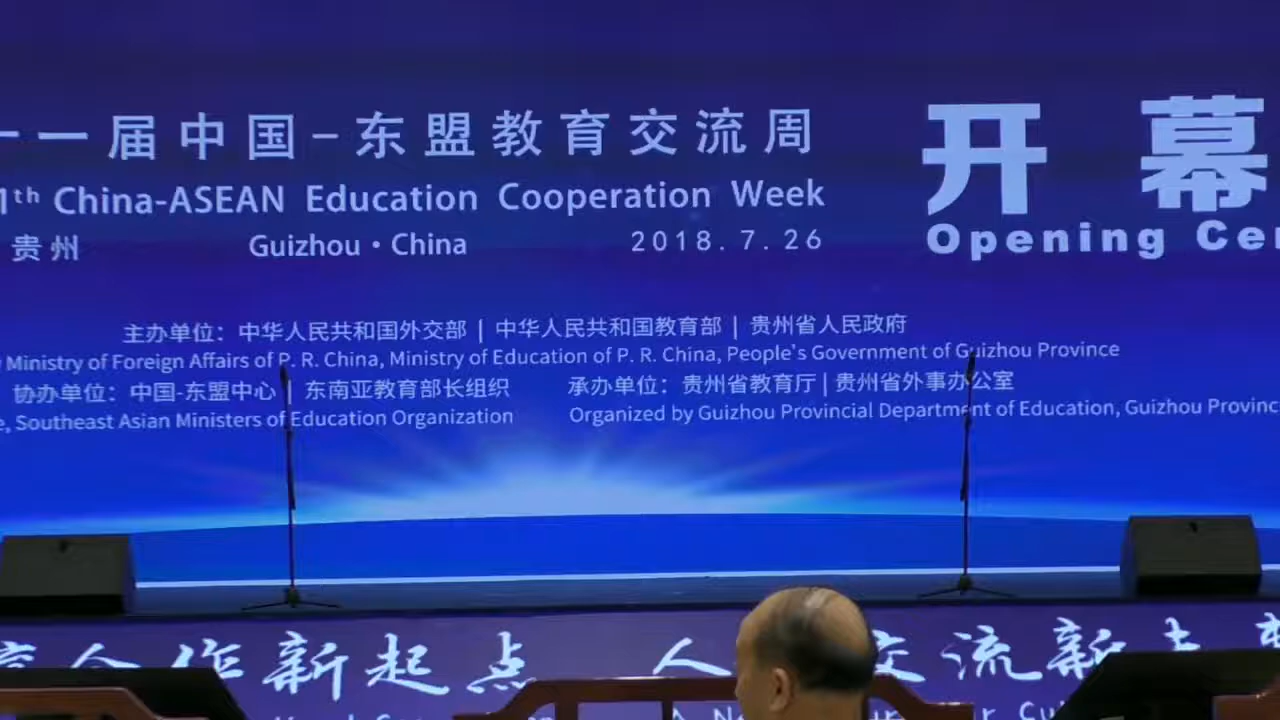 十一届中国-东盟教育交流周
1th China-ASEAN Education Cooperation Week
贵州 Guizhou·China 2018.7.26
开幕
Opening Cer
主办单位：中华人民共和国外交部 | 中华人民共和国教育部 | 贵州省人民政府
Ministry of Foreign Affairs of P. R. China, Ministry of Education of P. R. China, People's Government of Guizhou Province
协办单位：中国-东盟中心 | 东南亚教育部长组织
承办单位：贵州省教育厅 | 贵州省外事办公室
, Southeast Asian Ministers of Education Organization
Organized by Guizhou Provincial Department of Education, Guizhou Provinc
合作新起点 人 交流新